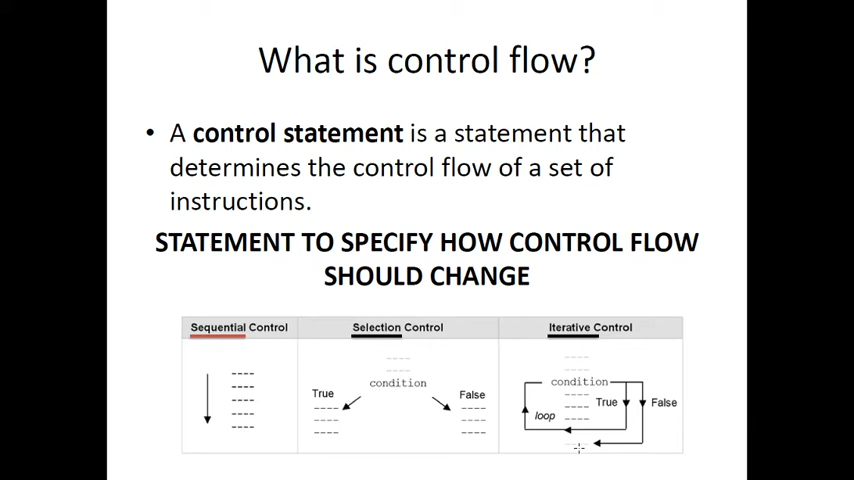 What is control flow?
• A control statement is a statement that
determines the control flow of a set of
instructions.
STATEMENT TO SPECIFY HOW CONTROL FLOW
SHOULD CHANGE
Sequential Control
Selection Control
Iterative Control
condition
True
False
condition
True
False
loop